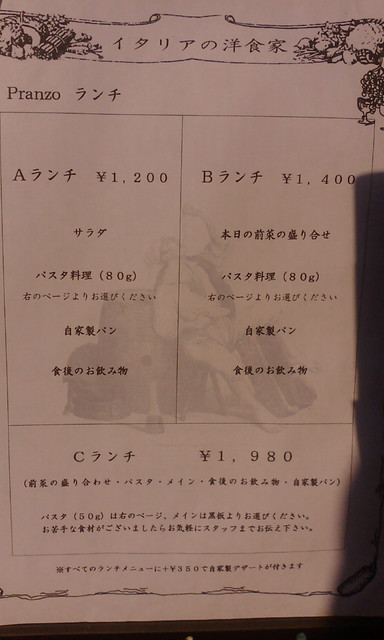 イタリアの洋食家
Pranzo ランチ
Aランチ ¥1,200
サラダ
パスタ料理(80g)
右のページよりお選びください
自家製パン
食後のお飲み物
Bランチ ¥1,400
本日の前菜の盛り合せ
パスタ料理(80g)
右のページよりお選びください
自家製パン
食後のお飲み物
Cランチ ¥1,980
(前菜の盛り合わせ・パスタ・メイン・食後のお飲み物・自家製パン)
パスタ(50g)は右のページ、メインは黒板よりお選びください。
お苦手な食材がございましたらお気軽にスタッフまでお伝え下さい。
※すべてのランチメニューに+¥350で自家製デザートが付きます